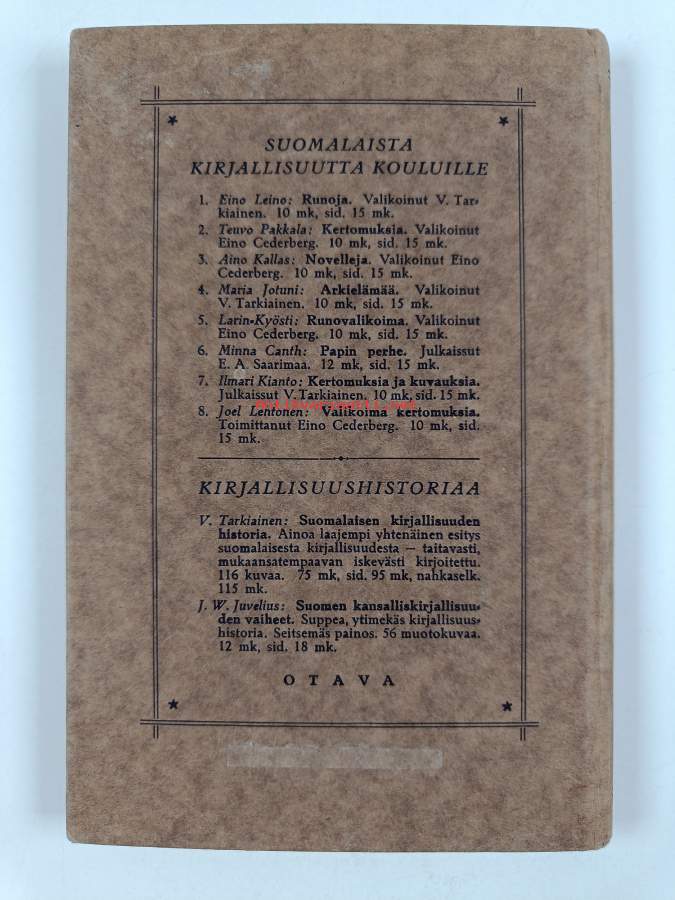 SUOMALAISTA
KIRJALLISUUTTA KOULUILLE
1. Eino Leino: Runoja. Valikoinut V. Tar-
kiainen. 10 mk, sid. 15 mk.
2. Teuvo Pakkala: Kertomuksia. Valikoinut
Eino Cederberg. 10 mk, sid. 15 mk.
3. Aino Kallas: Novelleja. Valikoinut Eino
Cederberg. 10 mk, sid. 15 mk.
4. Maria Jotuni: Arkielämää. Valikoinut
V. Tarkiainen. 10 mk, sid. 15 mk.
5. Larin-Kyösti: Runovalikoima. Valikoinut
Eino Cederberg. 10 mk, sid. 15 mk.
6. Minna Canth: Papin perhe. Julkaissut
E. A. Saarimaa. 12 mk, sid. 15 mk.
7. Ilmari Kianto: Kertomuksia ja kuvauksia.
Julkaissut V. Tarkiainen. 10 mk, sid. 15 mk.
8. Joel Lehtonen: Valikoima kertomuksia.
Toimittanut Eino Cederberg. 10 mk, sid.
15 mk.
KIRJALLISUUSHISTORIAA
V. Tarkiainen: Suomalaisen kirjallisuuden
historia. Ainoa laajempi yhtenäinen esitys
suomalaisesta kirjallisuudesta — taitavasti,
mukaansatempaavan iskevästi kirjoitettu.
116 kuvaa. 75 mk, sid. 95 mk, nahkaselk.
115 mk.
J. W. Juvelius: Suomen kansalliskirjallisuu-
den vaiheet. Suppea, ytimekäs kirjallisuus-
historia. Seitsemäs painos. 56 muotokuvaa.
12 mk, sid. 18 mk.
OTAVA